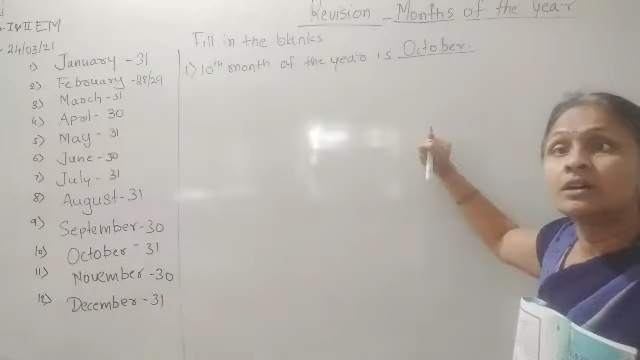 Revision - Months of the year
I & II EM
24/03/21
1) January - 31
2) February - 28/29
3) March - 31
4) April - 30
5) May - 31
6) June - 30
7) July - 31
8) August - 31
9) September - 30
10) October - 31
11) November - 30
12) December - 31
Fill in the blanks
1) 10th month of the year is October.